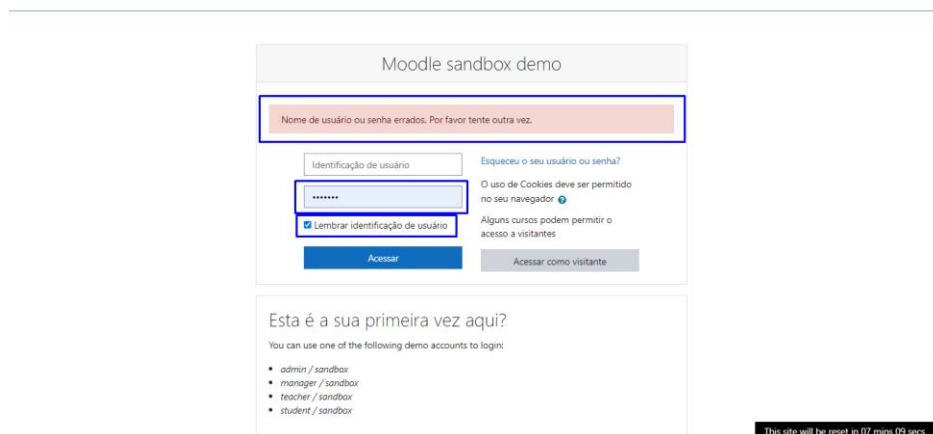 Moodle sandbox demo
Nome de usuário ou senha errados. Por favor tente outra vez.
Identificação de usuário
•••••••
Lembrar identificação de usuário
Acessar
Esqueceu o seu usuário ou senha?
O uso de Cookies deve ser permitido
no seu navegador
Alguns cursos podem permitir o
acesso a visitantes
Acessar como visitante
Esta é a sua primeira vez aqui?
You can use one of the following demo accounts to login:
• admin / sandbox
• manager / sandbox
• teacher / sandbox
• student / sandbox
This site will be reset in 07 mins 09 secs